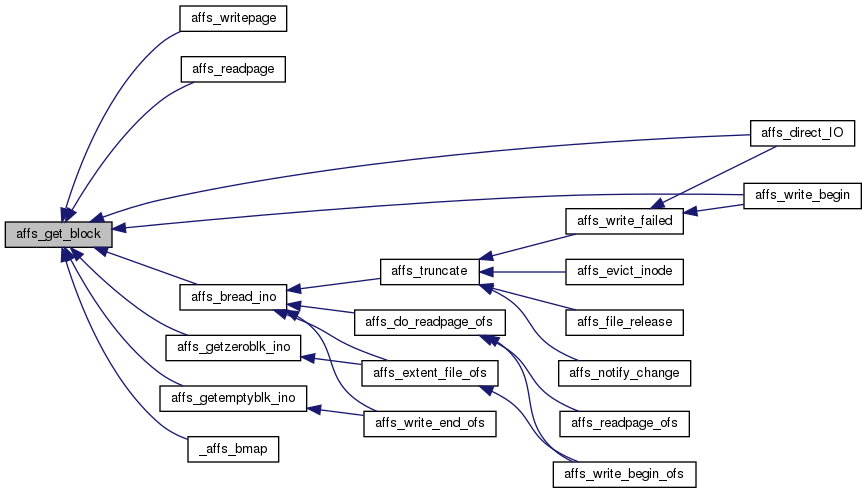 affs_writepage
affs_readpage
affs_direct_IO
affs_write_begin
affs_write_failed
affs_get_block
affs_truncate
affs_evict_inode
affs_bread_ino
affs_do_readpage_ofs
affs_file_release
affs_getzeroblk_ino
affs_extent_file_ofs
affs_notify_change
affs_getemptyblk_ino
affs_write_end_ofs
affs_readpage_ofs
_affs_bmap
affs_write_begin_ofs